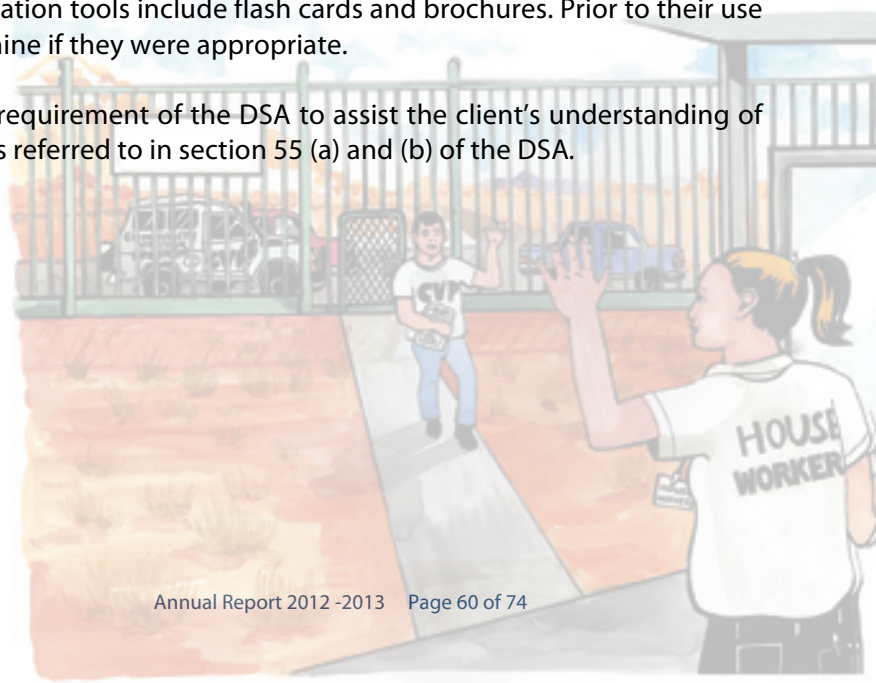 ation tools include flash cards and brochures. Prior to their use
ine if they were appropriate.
requirement of the DSA to assist the client's understanding of
s referred to in section 55 (a) and (b) of the DSA.
CVP
HOUSE
WORKER
Annual Report 2012 -2013 Page 60 of 74